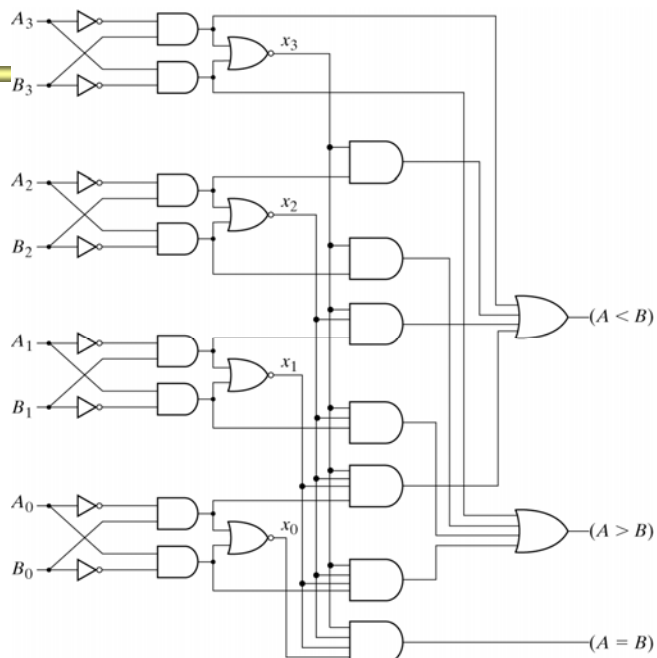 A3
x3
B3
A2
x2
B2
(A < B)
A1
x1
B1
A0
x0
(A > B)
B0
(A = B)